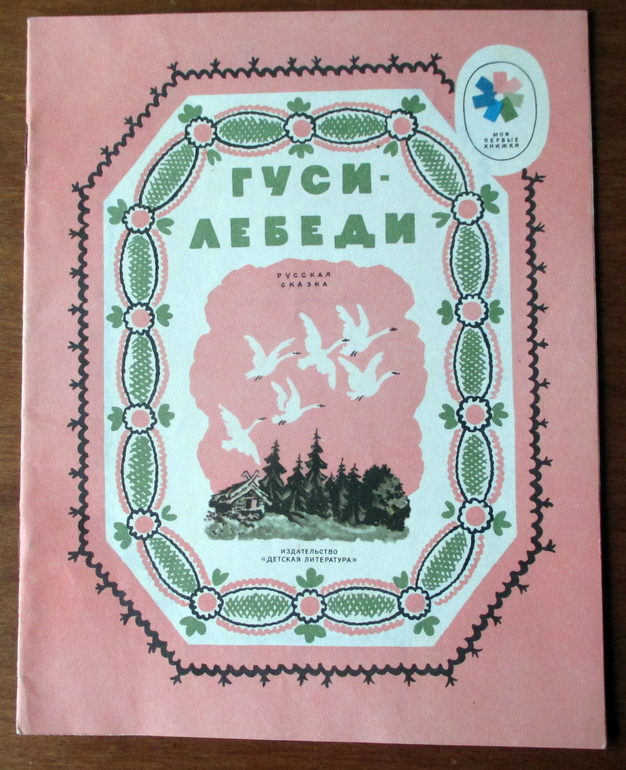 МОИ
ПЕРВЫЕ
КНИЖКИ
ГУСИ-
ЛЕБЕДИ
РУССКАЯ
СКАЗКА
ИЗДАТЕЛЬСТВО
«ДЕТСКАЯ ЛИТЕРАТУРА»